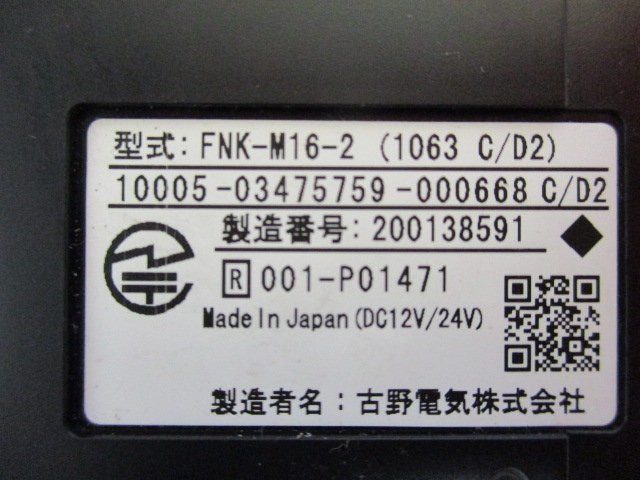 型式: FNK-M16-2 (1063 C/D2)
10005-03475759-000668 C/D2
製造番号: 200138591
R 001-P01471
Made In Japan (DC12V/24V)
製造者名: 古野電気株式会社